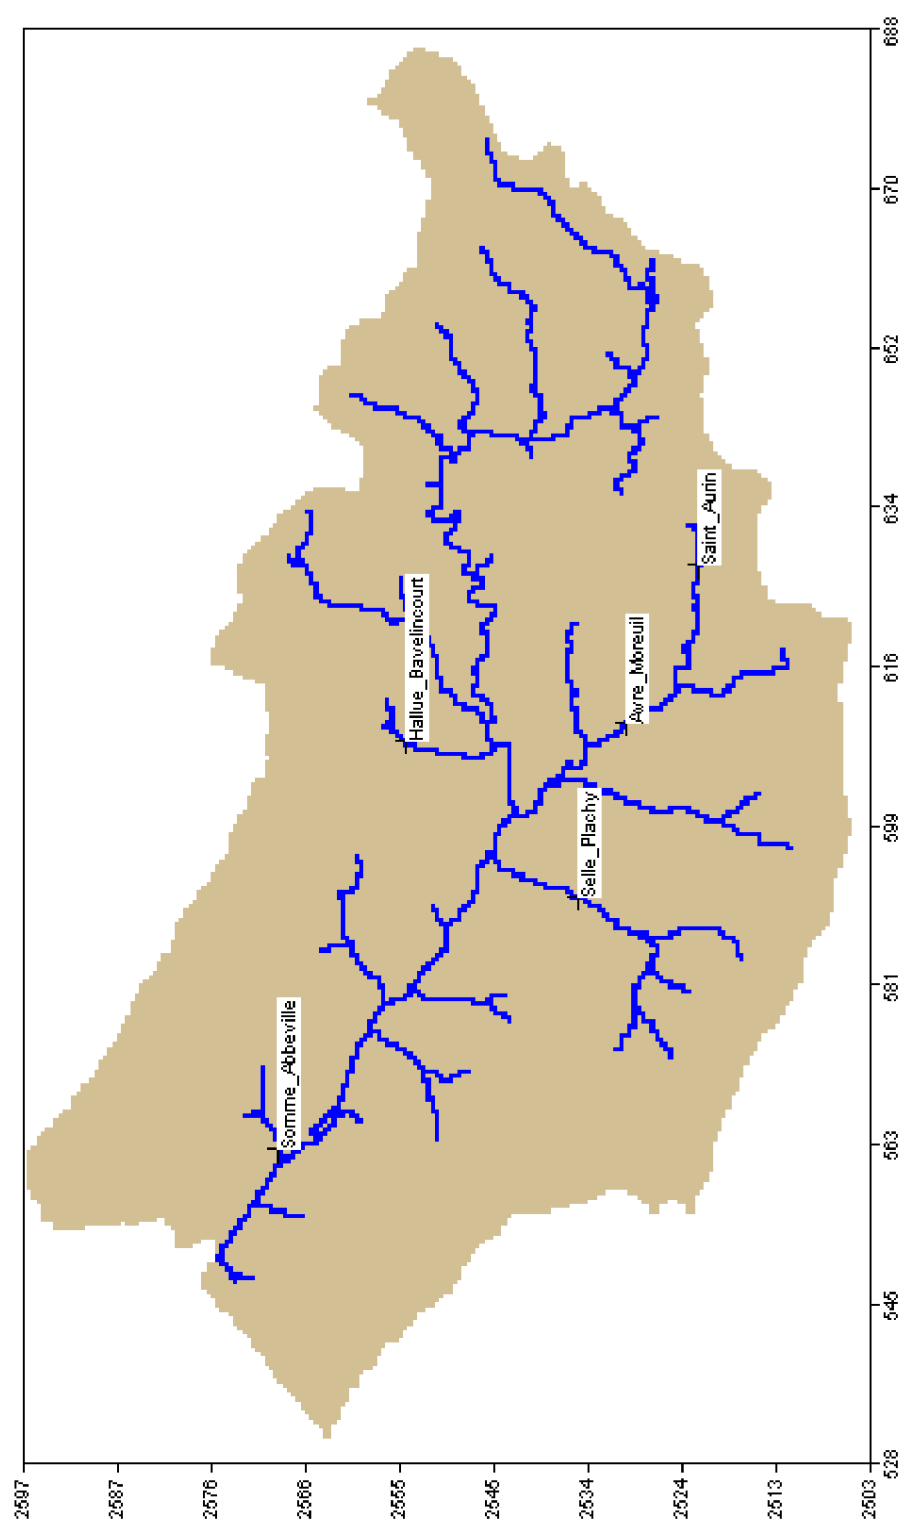 2597
2587
2576
Somme_Abbeville
2566
2555
Hallue_Bavelincourt
2545
2534
Selle_Plachy
Avre_Moreuil
2524
Saint_Aurin
2513
2503
528 545 563 581 599 616 634 652 670 688